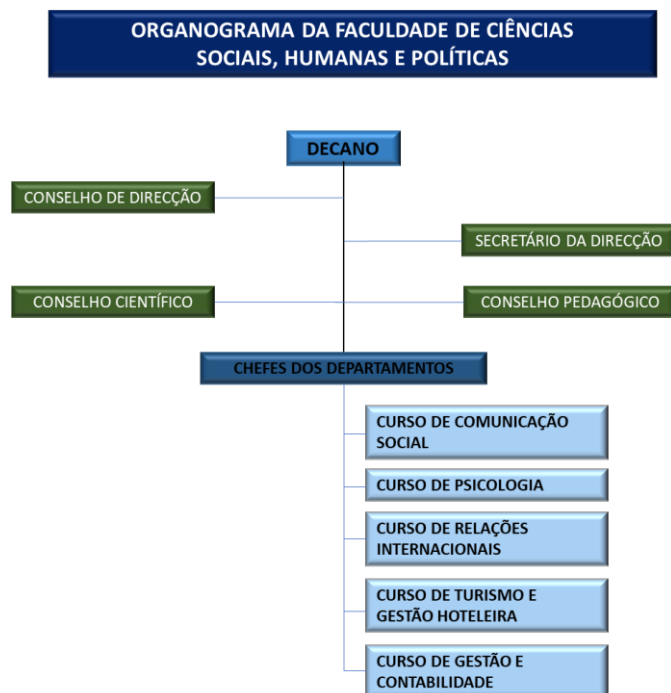 ORGANOGRAMA DA FACULDADE DE CIÊNCIAS
SOCIAIS, HUMANAS E POLÍTICAS
DECANO
CONSELHO DE DIRECÇÃO
SECRETÁRIO DA DIRECÇÃO
CONSELHO CIENTÍFICO
CONSELHO PEDAGÓGICO
CHEFES DOS DEPARTAMENTOS
CURSO DE COMUNICAÇÃO
SOCIAL
CURSO DE PSICOLOGIA
CURSO DE RELAÇÕES
INTERNACIONAIS
CURSO DE TURISMO E
GESTÃO HOTELEIRA
CURSO DE GESTÃO E
CONTABILIDADE